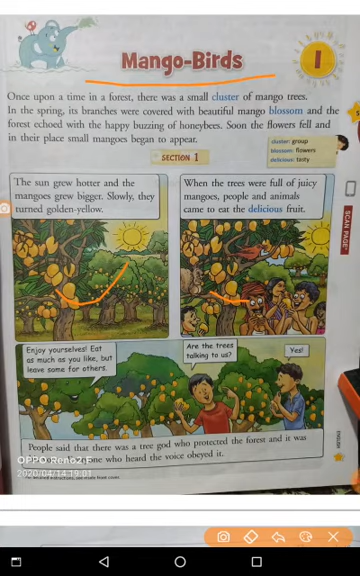 Mango-Birds
1
Once upon a time in a forest, there was a small cluster of mango trees.
In the spring, its branches were covered with beautiful mango blossom and the
forest echoed with the happy buzzing of honeybees. Soon the flowers fell and
in their place small mangoes began to appear.
cluster: group
blossom: flowers
delicious: tasty
SECTION 1
SCAN PAGE
The sun grew hotter and the
mangoes grew bigger. Slowly, they
turned golden-yellow.
When the trees were full of juicy
mangoes, people and animals
came to eat the delicious fruit.
Enjoy yourselves! Eat
as much as you like, but
leave some for others.
Are the trees
talking to us?
Yes!
People said that there was a tree god who protected the forest and it was
one who heard the voice obeyed it.
ENGLISH
OPPO Reno2 F
2020/04/14 19:01